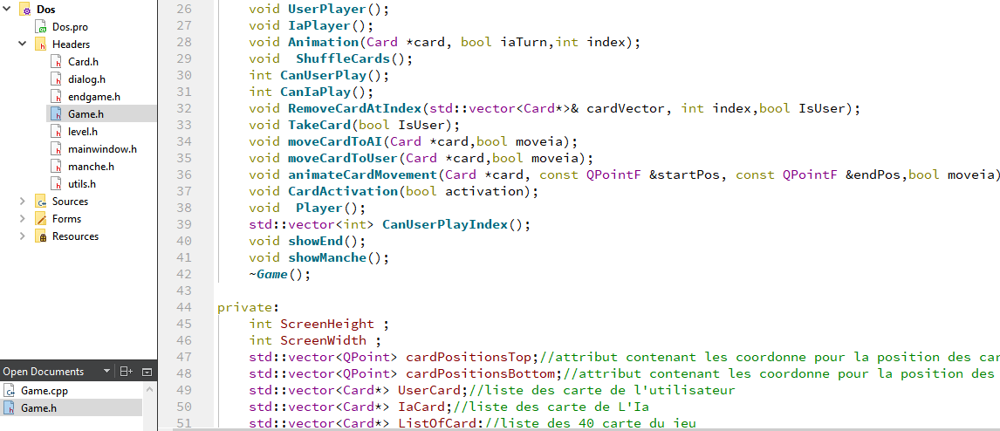 Dos
Dos.pro
Headers
Card.h
dialog.h
endgame.h
Game.h
level.h
mainwindow.h
manche.h
utils.h
Sources
Forms
Resources
Open Documents
Game.cpp
Game.h
26 void UserPlayer();
27 void IaPlayer();
28 void Animation(Card *card, bool iaTurn,int index);
29 void  ShuffleCards();
30 int CanUserPlay();
31 int CanIaPlay();
32 void RemoveCardAtIndex(std::vector<Card*>& cardVector, int index,bool IsUser);
33 void TakeCard(bool IsUser);
34 void moveCardToAI(Card *card,bool moveia);
35 void moveCardToUser(Card *card,bool moveia);
36 void animateCardMovement(Card *card, const QPointF &startPos, const QPointF &endPos,bool moveia)
37 void CardActivation(bool activation);
38 void  Player();
39 std::vector<int> CanUserPlayIndex();
40 void showEnd();
41 void showManche();
42 ~Game();
43
44 private:
45 int ScreenHeight ;
46 int ScreenWidth ;
47 std::vector<QPoint> cardPositionsTop;//attribut contenant les coordonne pour la position des car
48 std::vector<QPoint> cardPositionsBottom;//attribut contenant les coordonne pour la position des
49 std::vector<Card*> UserCard;//liste des carte de l'utilisateur
50 std::vector<Card*> IaCard;//liste des carte de L'Ia
51 std::vector<Card*> ListOfCard;//liste des 40 carte du jeu